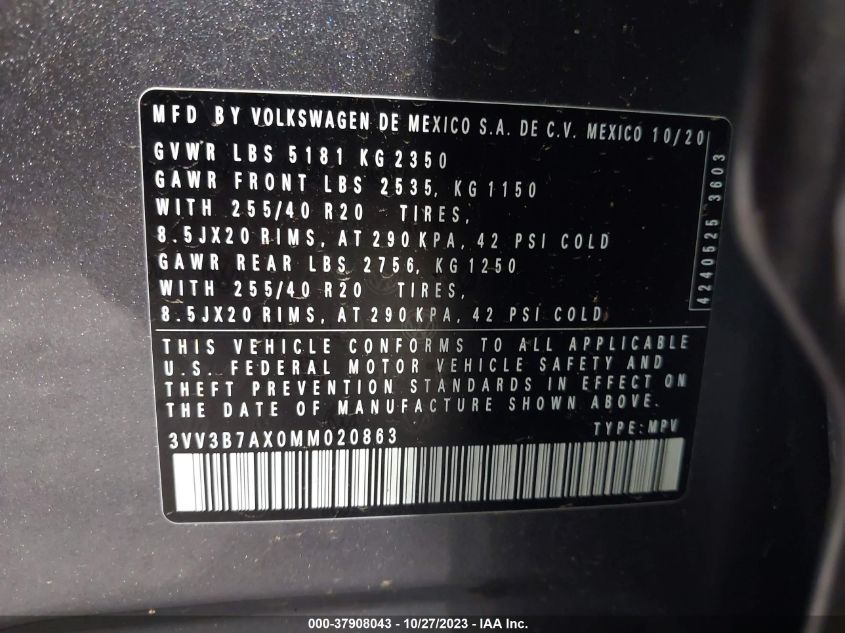 MFD BY VOLKSWAGEN DE MEXICO S.A. DE C.V. MEXICO 10/20
GVWR LBS 5181 KG 2350
GAWR FRONT LBS 2535, KG 1150
WITH 255/40 R20 TIRES,
8.5JX20 RIMS, AT 290 KPA, 42 PSI COLD
GAWR REAR LBS 2756, KG 1250
WITH 255/40 R20 TIRES,
8.5JX20 RIMS, AT 290 KPA, 42 PSI COLD
4240525 3603
THIS VEHICLE CONFORMS TO ALL APPLICABLE
U.S. FEDERAL MOTOR VEHICLE SAFETY AND
THEFT PREVENTION STANDARDS IN EFFECT ON
THE DATE OF MANUFACTURE SHOWN ABOVE.
3VV3B7AX0MM020863 TYPE: MPV
000-37908043 - 10/27/2023 - IAA Inc.